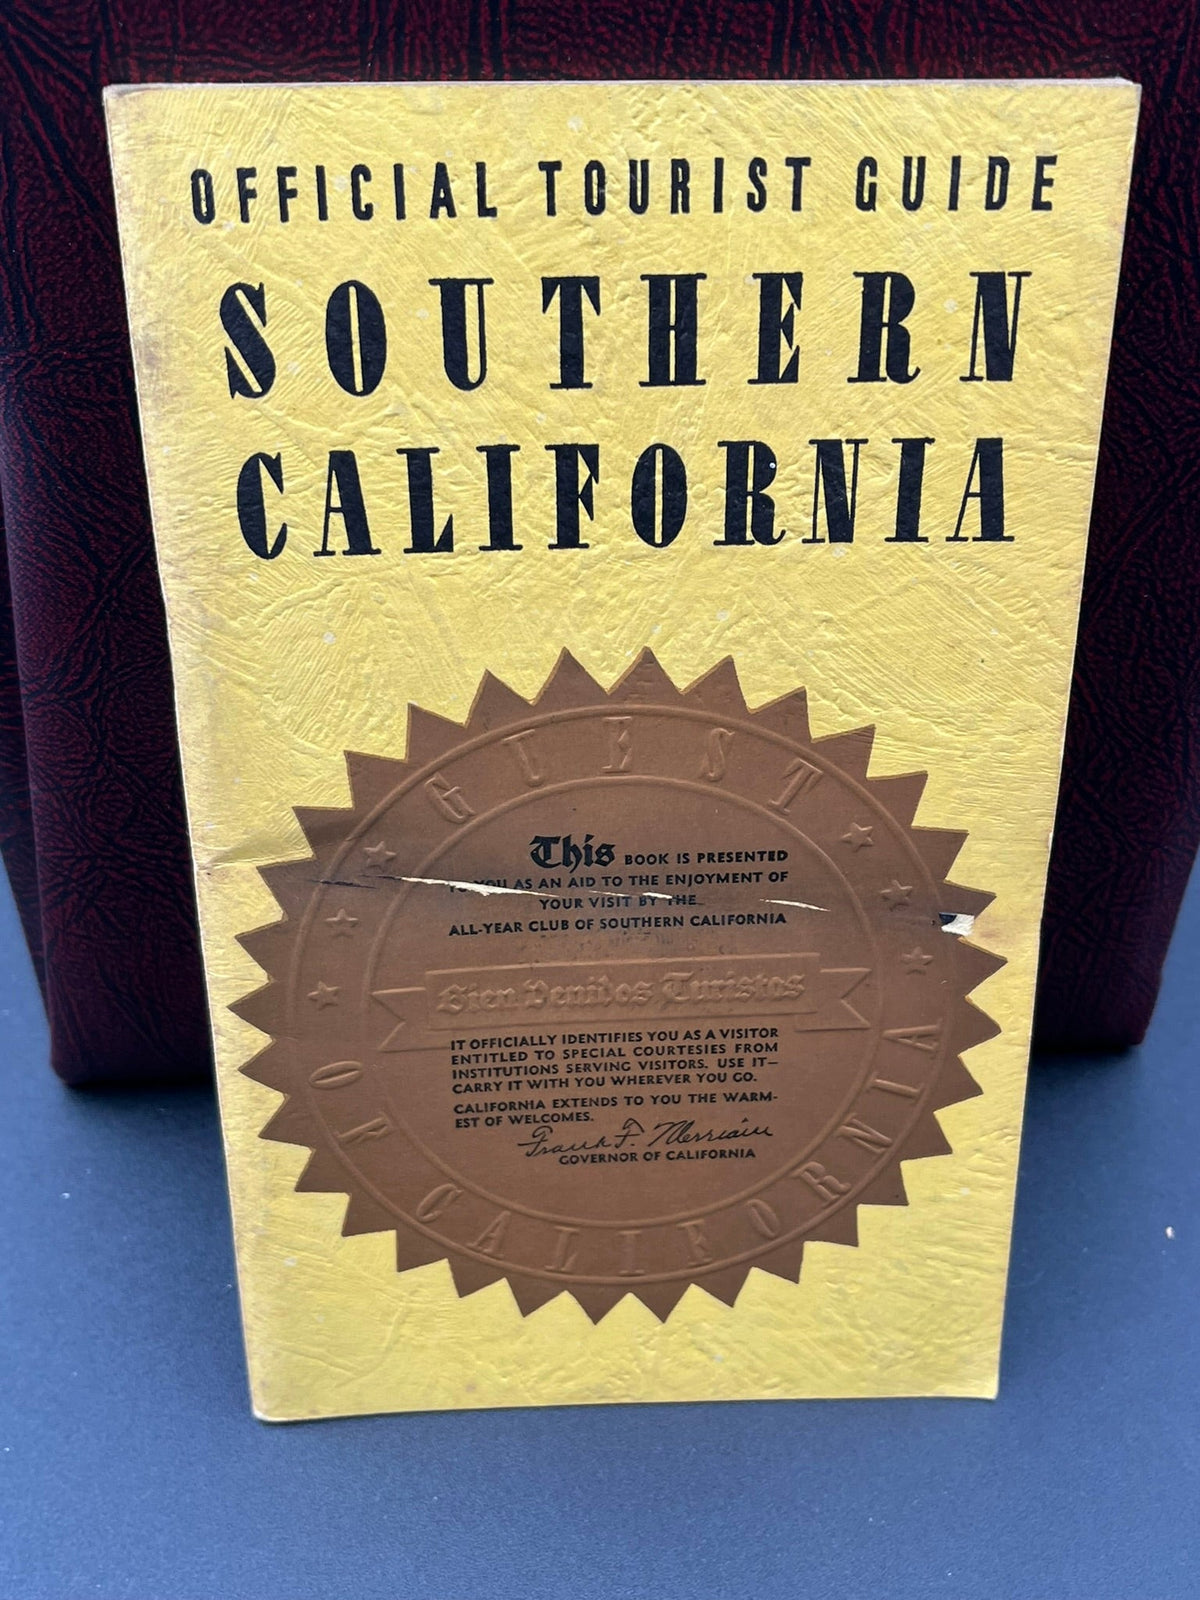 OFFICIAL TOURIST GUIDE
SOUTHERN
CALIFORNIA
GUEST
This BOOK IS PRESENTED
TO YOU AS AN AID TO THE ENJOYMENT OF
YOUR VISIT BY THE
ALL-YEAR CLUB OF SOUTHERN CALIFORNIA
Bien Venidos Turistas
IT OFFICIALLY IDENTIFIES YOU AS A VISITOR
ENTITLED TO SPECIAL COURTESIES FROM
INSTITUTIONS SERVING VISITORS. USE IT—
CARRY IT WITH YOU WHEREVER YOU GO.
CALIFORNIA EXTENDS TO YOU THE WARM-
EST OF WELCOMES.
Frank F. Merriam
GOVERNOR OF CALIFORNIA
OF CALIFORNIA